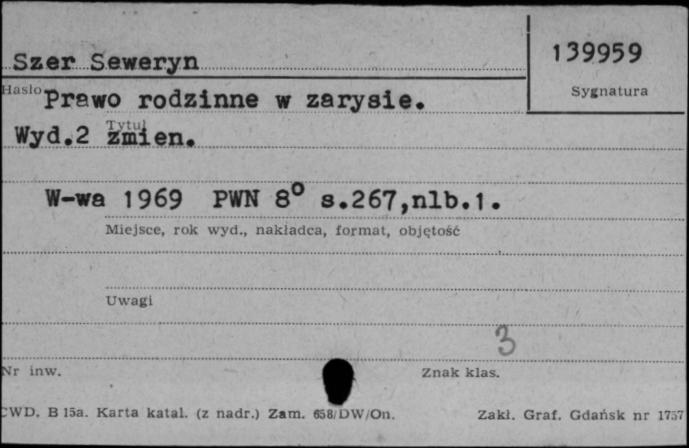 Szer Seweryn
139959
Hasło
Sygnatura
Prawo rodzinne w zarysie.
Tytuł
Wyd.2 zmien.
W-wa 1969 PWN 8° s.267,nlb.1.
Miejsce, rok wyd., nakładca, format, objętość
Uwagi
3
Nr inw.
Znak klas.
CWD. B 15a. Karta katal. (z nadr.) Zam. 658/DW/On.
Zakł. Graf. Gdańsk nr 1757